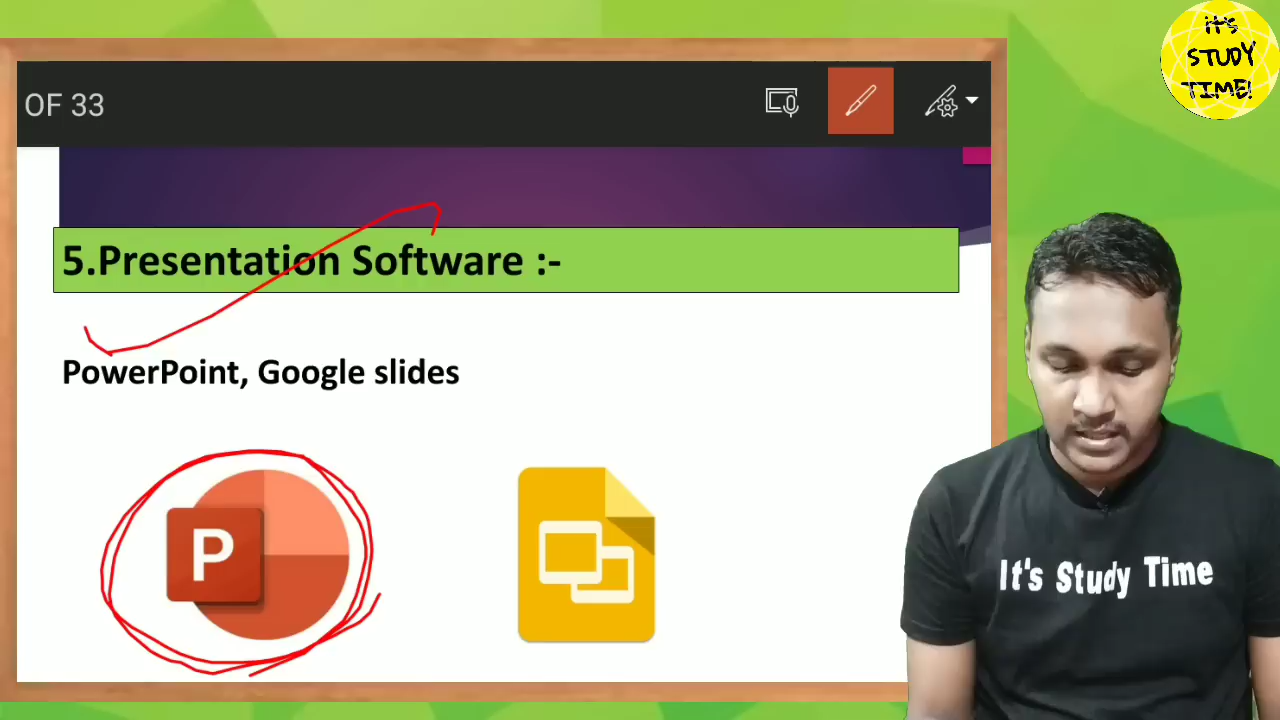 IT'S
STUDY
TIME!
OF 33
5.Presentation Software :-
PowerPoint, Google slides
P
It's Study Time